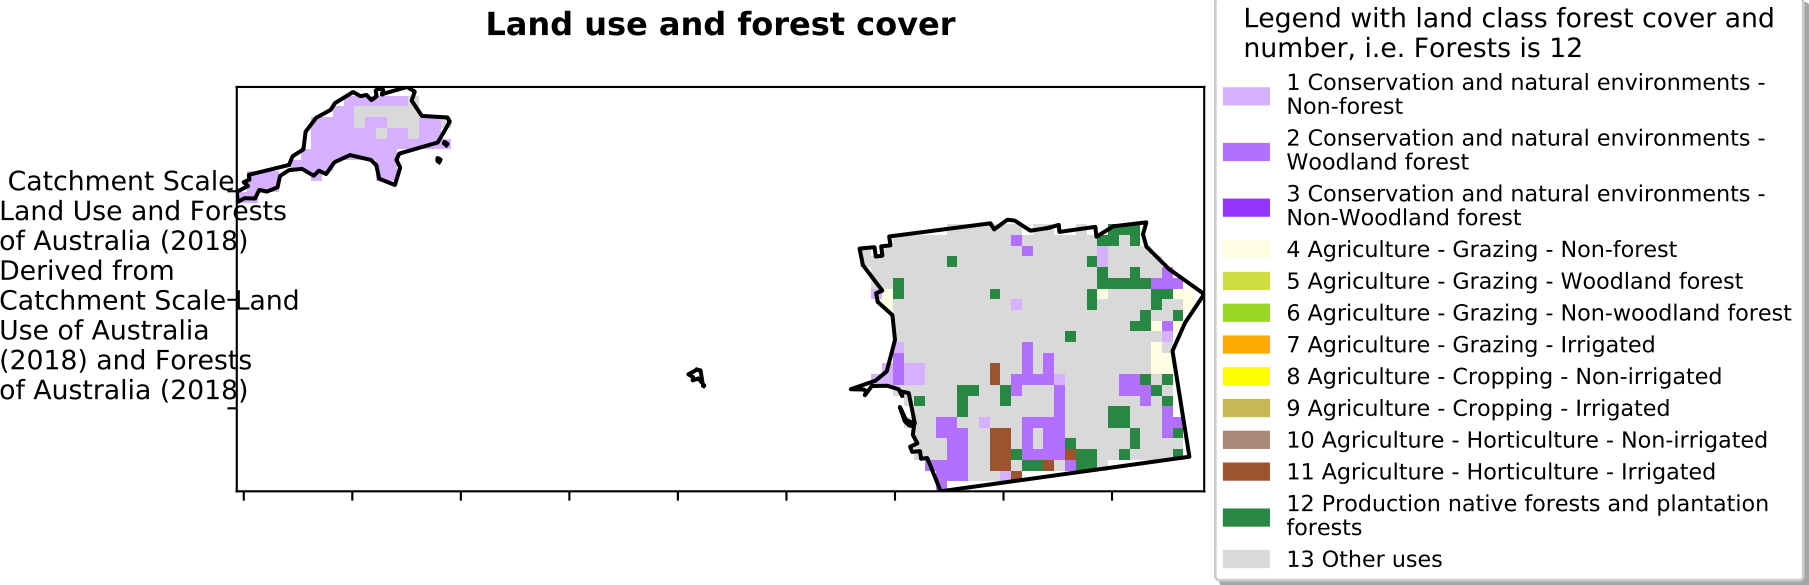 Land use and forest cover
Catchment Scale
Land Use and Forests
of Australia (2018)
Derived from
Catchment Scale Land
Use of Australia
(2018) and Forests
of Australia (2018)
Legend with land class forest cover and
number, i.e. Forests is 12
1 Conservation and natural environments -
Non-forest
2 Conservation and natural environments -
Woodland forest
3 Conservation and natural environments -
Non-Woodland forest
4 Agriculture - Grazing - Non-forest
5 Agriculture - Grazing - Woodland forest
6 Agriculture - Grazing - Non-woodland forest
7 Agriculture - Grazing - Irrigated
8 Agriculture - Cropping - Non-irrigated
9 Agriculture - Cropping - Irrigated
10 Agriculture - Horticulture - Non-irrigated
11 Agriculture - Horticulture - Irrigated
12 Production native forests and plantation
forests
13 Other uses